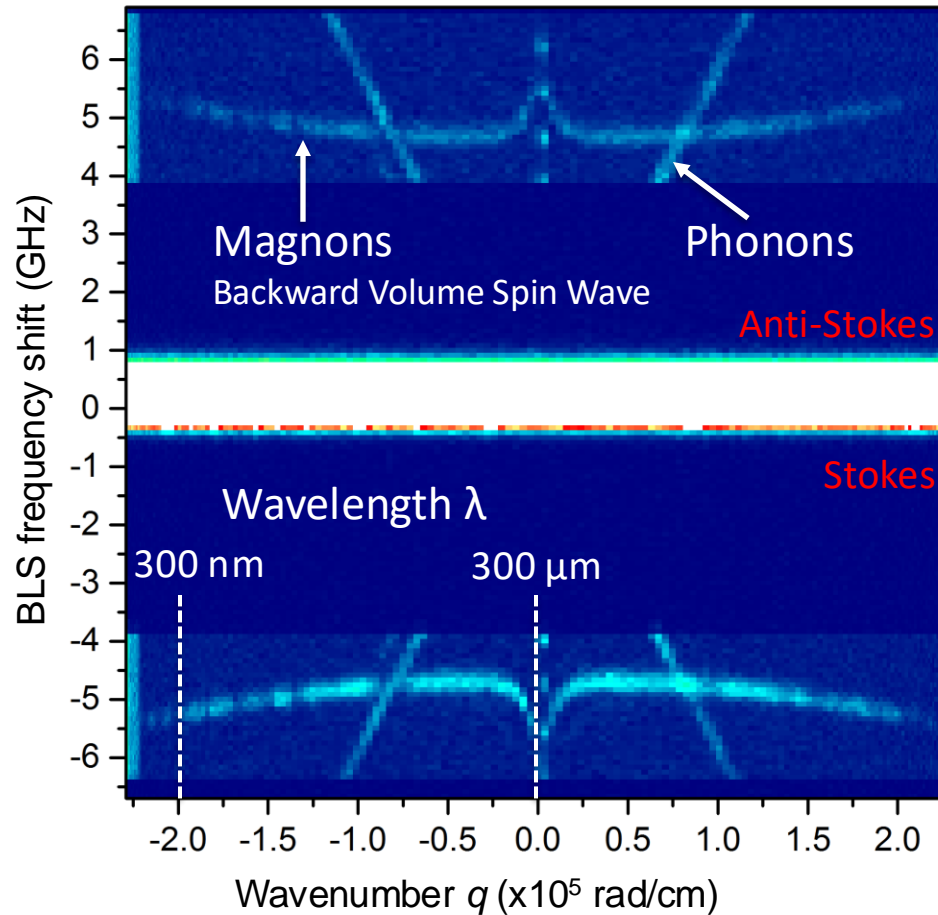 BLS frequency shift (GHz)
6
5
4
3
2
1
0
-1
-2
-3
-4
-5
-6
Magnons
Backward Volume Spin Wave
Phonons
Anti-Stokes
Stokes
Wavelength λ
300 nm
300 µm
-2.0 -1.5 -1.0 -0.5 0.0 0.5 1.0 1.5 2.0
Wavenumber q (x10⁵ rad/cm)